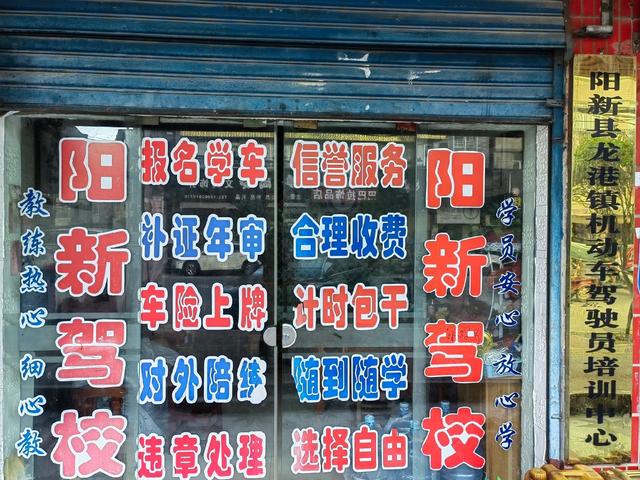 教练热心 细心教
阳新驾校
报名学车
补证年审
车险上牌
对外陪练
违章处理
信誉服务
合理收费
计时包干
随到随学
选择自由
阳新驾校
学员安心 放心学
阳新县龙港镇机动车驾驶员培训中心